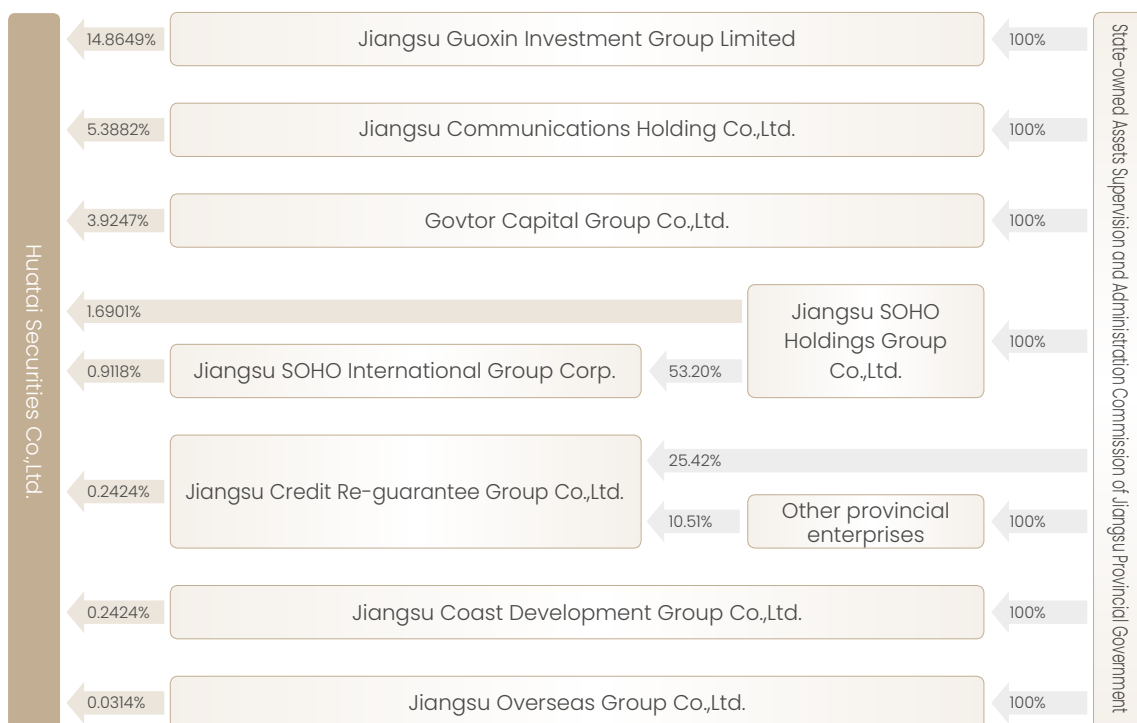 Huatai Securities Co.,Ltd.
14.8649%
Jiangsu Guoxin Investment Group Limited
100%
5.3882%
Jiangsu Communications Holding Co.,Ltd.
100%
3.9247%
Govtor Capital Group Co.,Ltd.
100%
1.6901%
Jiangsu SOHO
Holdings Group
Co.,Ltd.
100%
0.9118%
Jiangsu SOHO International Group Corp.
53.20%
0.2424%
Jiangsu Credit Re-guarantee Group Co.,Ltd.
25.42%
10.51%
Other provincial
enterprises
100%
0.2424%
Jiangsu Coast Development Group Co.,Ltd.
100%
0.0314%
Jiangsu Overseas Group Co.,Ltd.
100%
State-owned Assets Supervision and Administration Commission of Jiangsu Provincial Government